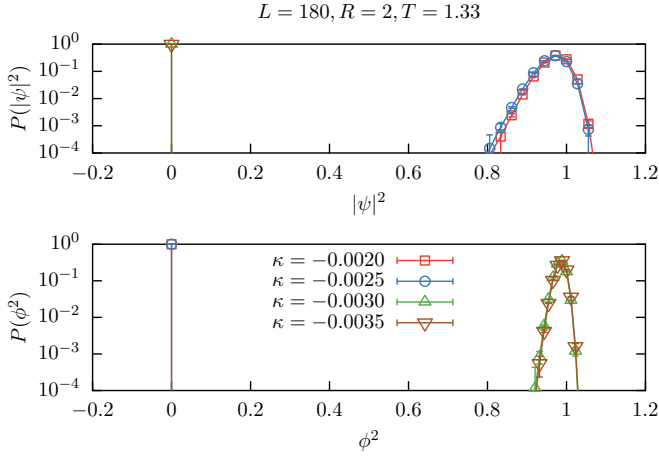 L = 180, R = 2, T = 1.33
P(|ψ|²)
10⁰
10⁻¹
10⁻²
10⁻³
10⁻⁴
-0.2 0 0.2 0.4 0.6 0.8 1 1.2
|ψ|²
P(ϕ²)
10⁰
10⁻¹
10⁻²
10⁻³
10⁻⁴
κ = −0.0020
κ = −0.0025
κ = −0.0030
κ = −0.0035
-0.2 0 0.2 0.4 0.6 0.8 1 1.2
ϕ²